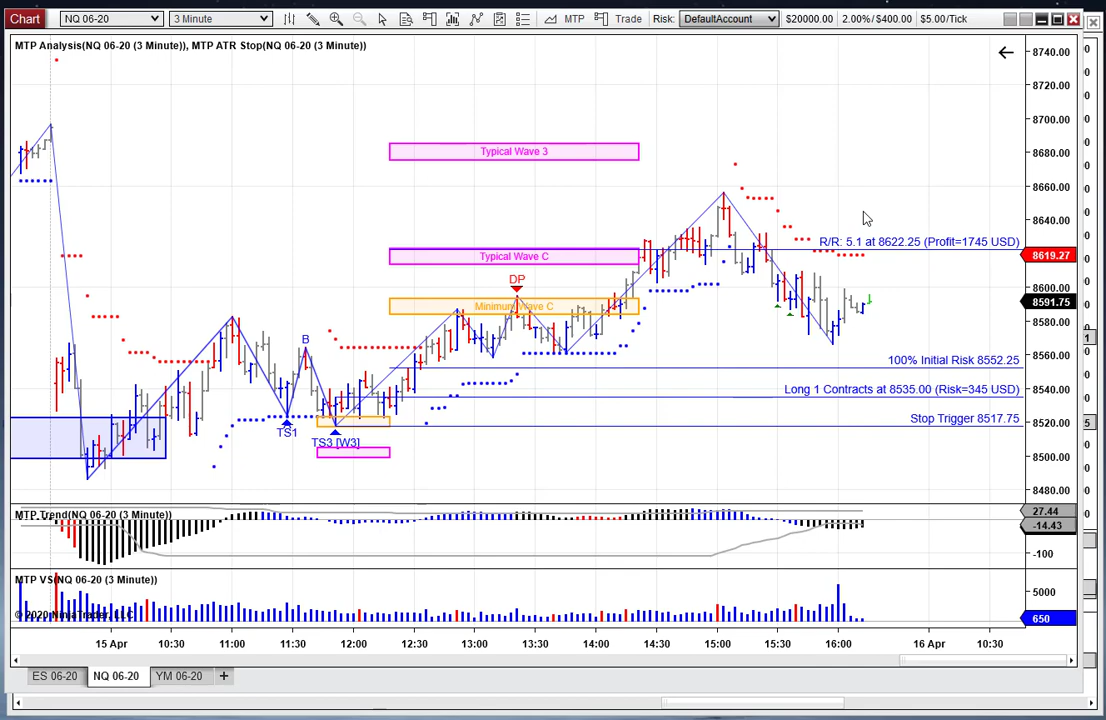 Chart NQ 06-20 3 Minute MTP Trade Risk: DefaultAccount $20000.00 2.00%/$400.00 $5.00/Tick
MTP Analysis(NQ 06-20 (3 Minute)), MTP ATR Stop(NQ 06-20 (3 Minute))
8740.00
8720.00
8700.00
8680.00
8660.00
8640.00
8619.27
8600.00
8591.75
8580.00
8560.00
8540.00
8520.00
8500.00
8480.00
Typical Wave 3
R/R: 5.1 at 8622.25 (Profit=1745 USD)
Typical Wave C
DP
Minimum Wave C
B
100% Initial Risk 8552.25
Long 1 Contracts at 8535.00 (Risk=345 USD)
Stop Trigger 8517.75
TS1
TS3 [W3]
MTP Trend(NQ 06-20 (3 Minute))
27.44
-14.43
-100
MTP VS(NQ 06-20 (3 Minute))
5000
© 2020 NinjaTrader, LLC
650
15 Apr 10:30 11:00 11:30 12:00 12:30 13:00 13:30 14:00 14:30 15:00 15:30 16:00 16 Apr 10:30
ES 06-20 NQ 06-20 YM 06-20 +